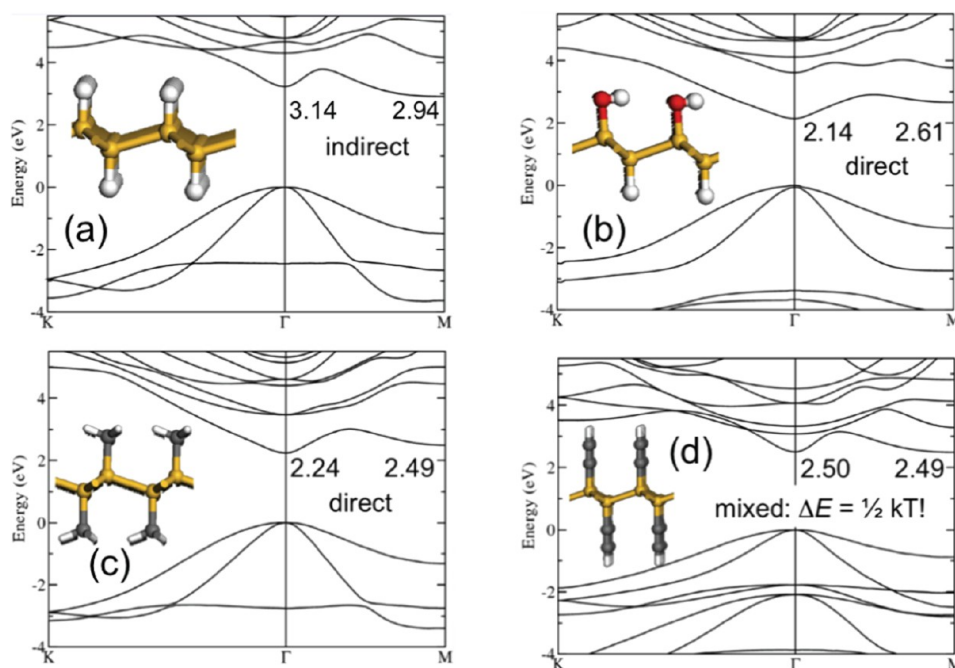 Energy (eV)
4
2
0
-2
-4
3.14
2.94
indirect
(a)
K
Γ
M
Energy (eV)
4
2
0
-2
-4
2.14
2.61
direct
(b)
K
Γ
M
Energy (eV)
4
2
0
-2
-4
2.24
2.49
direct
(c)
K
Γ
M
Energy (eV)
4
2
0
-2
-4
(d)
2.50
2.49
mixed: ΔE = ½ kT!
K
Γ
M